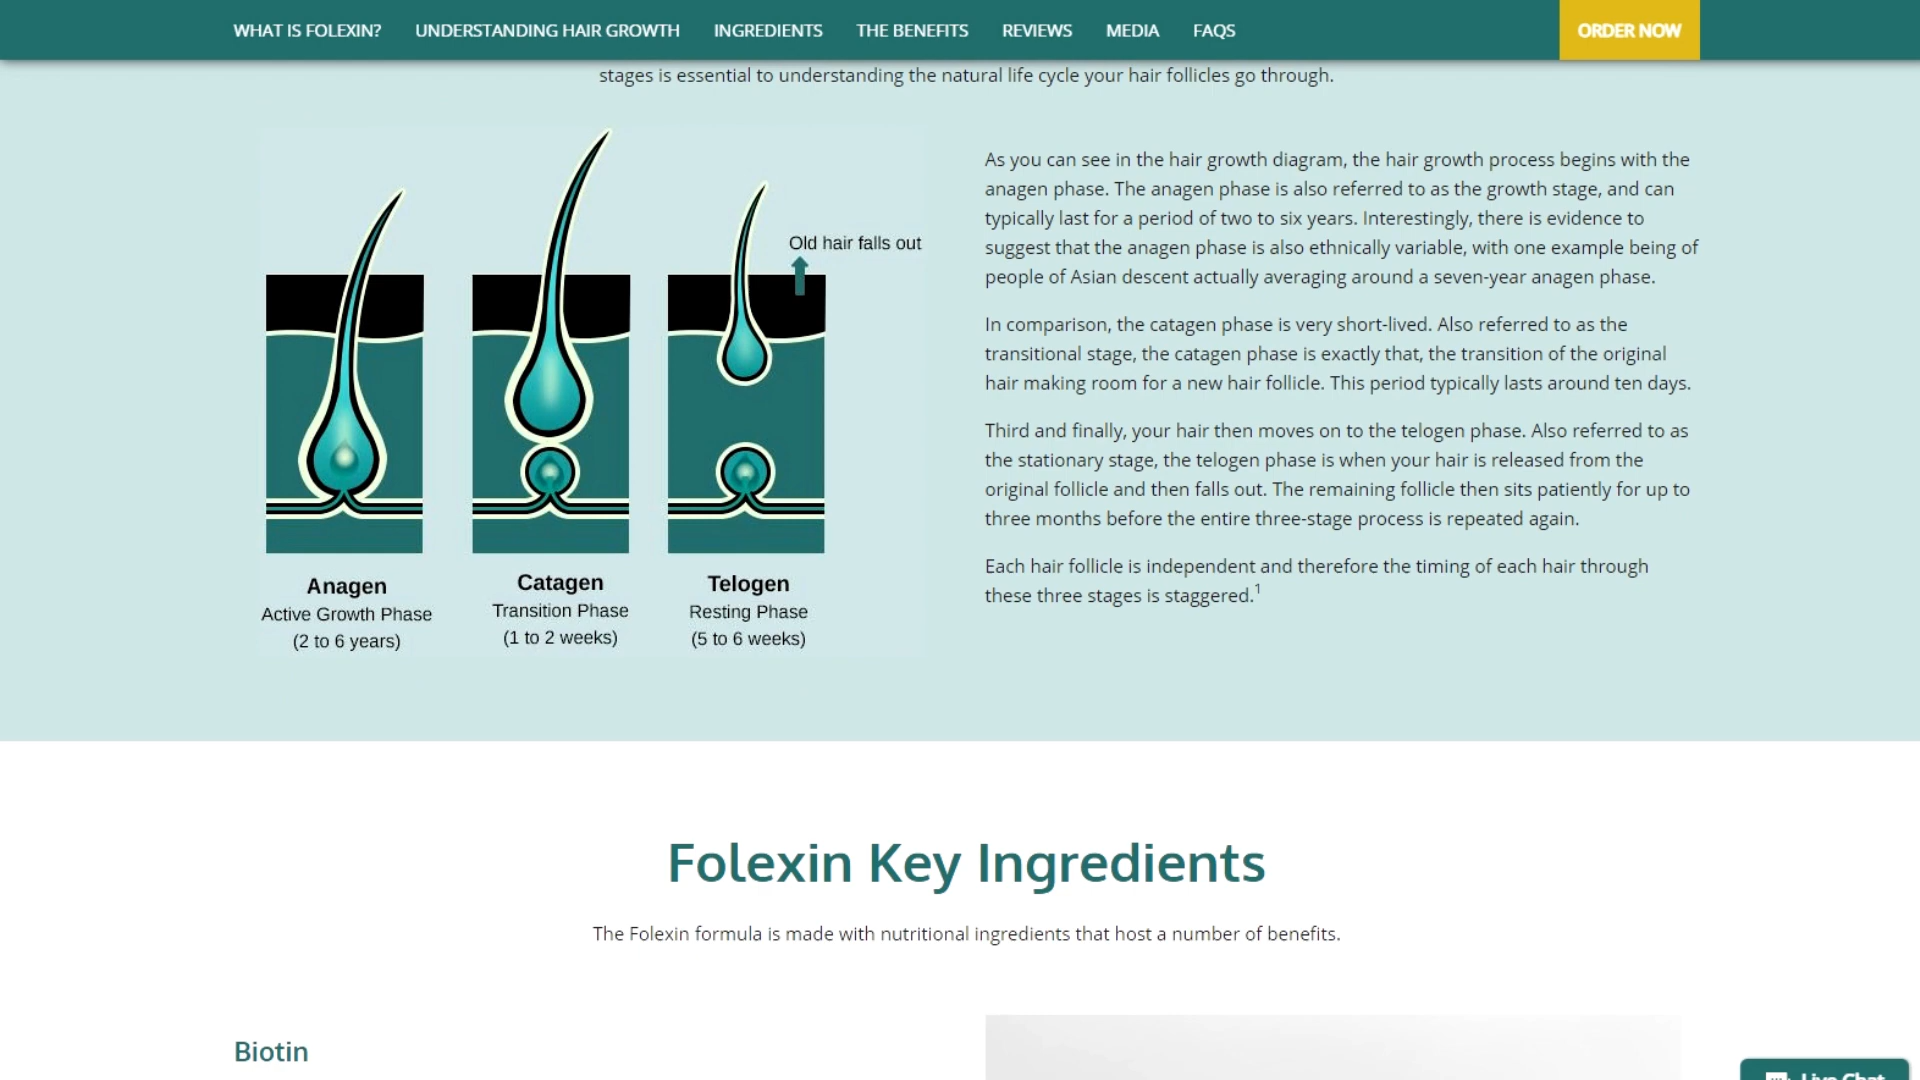 WHAT IS FOLEXIN? UNDERSTANDING HAIR GROWTH INGREDIENTS THE BENEFITS REVIEWS MEDIA FAQS ORDER NOW
stages is essential to understanding the natural life cycle your hair follicles go through.
Old hair falls out
Anagen
Active Growth Phase
(2 to 6 years)
Catagen
Transition Phase
(1 to 2 weeks)
Telogen
Resting Phase
(5 to 6 weeks)
As you can see in the hair growth diagram, the hair growth process begins with the
anagen phase. The anagen phase is also referred to as the growth stage, and can
typically last for a period of two to six years. Interestingly, there is evidence to
suggest that the anagen phase is also ethnically variable, with one example being of
people of Asian descent actually averaging around a seven-year anagen phase.
In comparison, the catagen phase is very short-lived. Also referred to as the
transitional stage, the catagen phase is exactly that, the transition of the original
hair making room for a new hair follicle. This period typically lasts around ten days.
Third and finally, your hair then moves on to the telogen phase. Also referred to as
the stationary stage, the telogen phase is when your hair is released from the
original follicle and then falls out. The remaining follicle then sits patiently for up to
three months before the entire three-stage process is repeated again.
Each hair follicle is independent and therefore the timing of each hair through
these three stages is staggered.1
Folexin Key Ingredients
The Folexin formula is made with nutritional ingredients that host a number of benefits.
Biotin
Live Chat